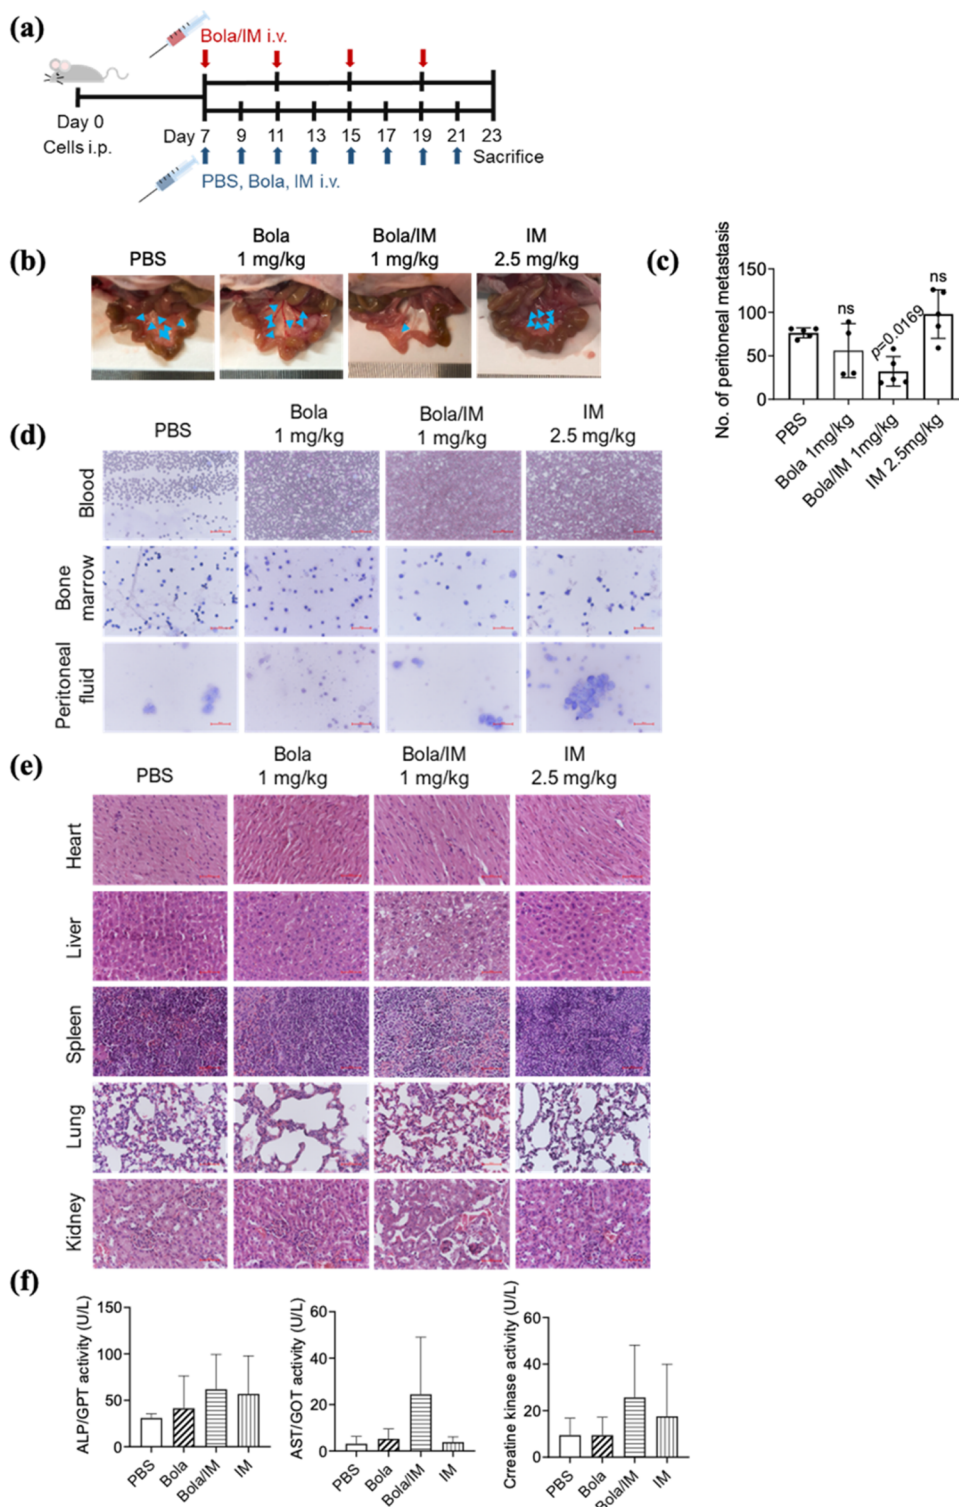 (a)
Bola/IM i.v.
Day 0
Cells i.p.
Day 7 9 11 13 15 17 19 21 23
Sacrifice
PBS, Bola, IM i.v.
(b)
PBS
Bola
1 mg/kg
Bola/IM
1 mg/kg
IM
2.5 mg/kg
(c)
No. of peritoneal metastasis
150
100
50
0
ns
p=0.0169
ns
PBS
Bola 1mg/kg
Bola/IM 1mg/kg
IM 2.5mg/kg
(d)
PBS
Bola
1 mg/kg
Bola/IM
1 mg/kg
IM
2.5 mg/kg
Blood
Bone
marrow
Peritoneal
fluid
(e)
PBS
Bola
1 mg/kg
Bola/IM
1 mg/kg
IM
2.5 mg/kg
Heart
Liver
Spleen
Lung
Kidney
(f)
ALP/GPT activity (U/L)
150
100
50
0
PBS
Bola
Bola/IM
IM
AST/GOT activity (U/L)
60
40
20
0
PBS
Bola
Bola/IM
IM
Crreatine kinase activity (U/L)
60
40
20
0
PBS
Bola
Bola/IM
IM